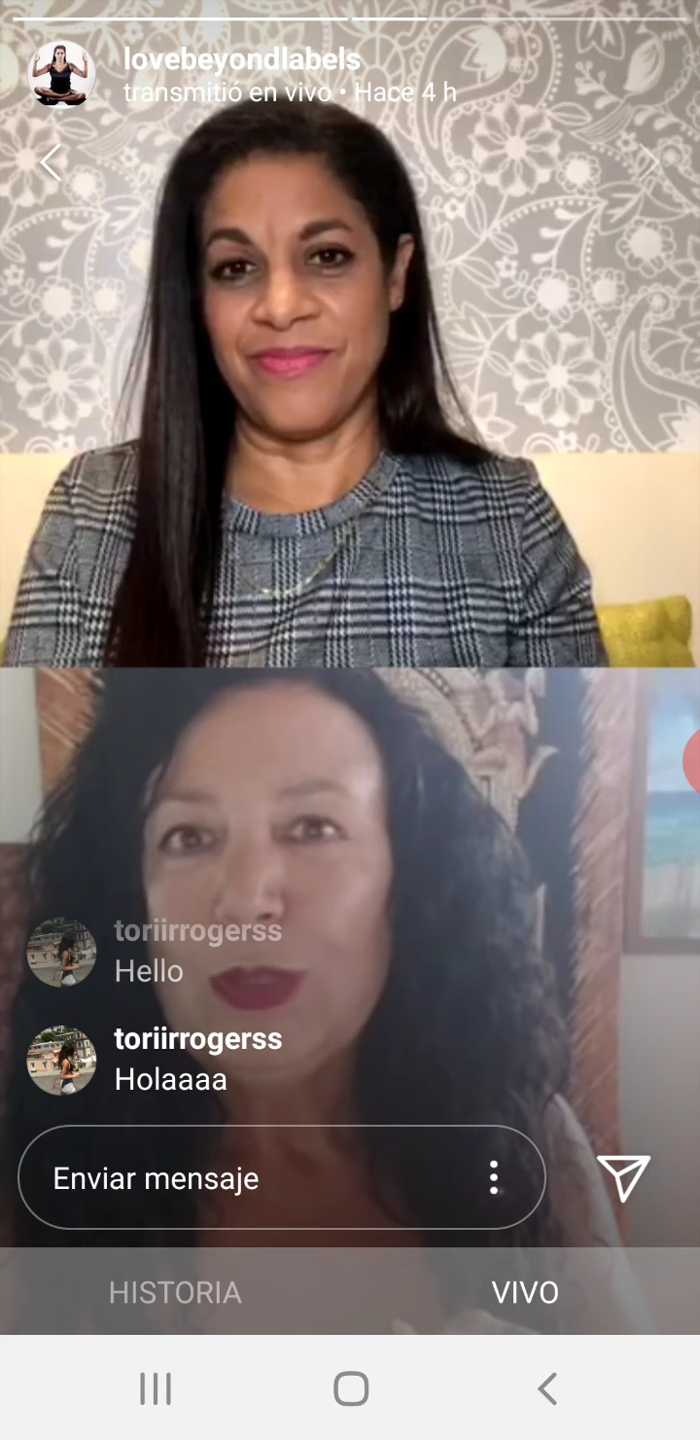 lovebeyondlabels
transmitió en vivo • Hace 4 h
toriirrogerss
Hello
toriirrogerss
Holaaaa
Enviar mensaje
HISTORIA
VIVO